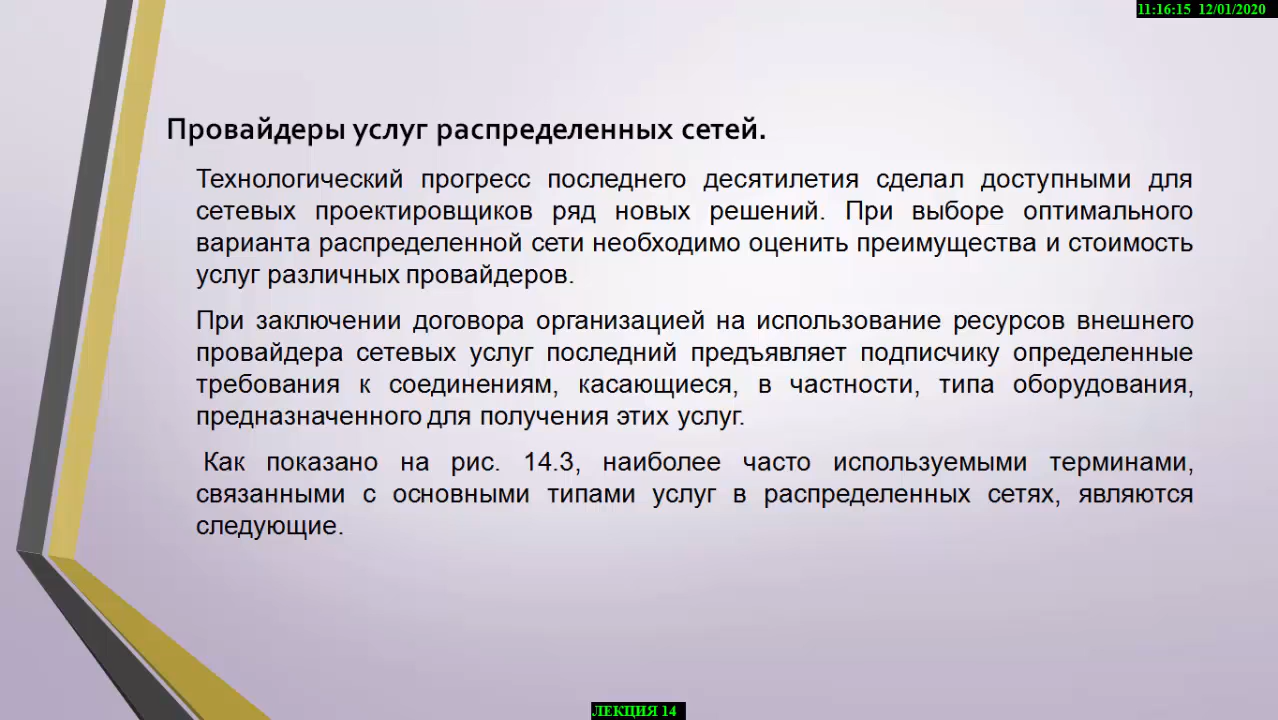 11:16:15 12/01/2020
Провайдеры услуг распределенных сетей.
Технологический прогресс последнего десятилетия сделал доступными для
сетевых проектировщиков ряд новых решений. При выборе оптимального
варианта распределенной сети необходимо оценить преимущества и стоимость
услуг различных провайдеров.
При заключении договора организацией на использование ресурсов внешнего
провайдера сетевых услуг последний предъявляет подписчику определенные
требования к соединениям, касающиеся, в частности, типа оборудования,
предназначенного для получения этих услуг.
Как показано на рис. 14.3, наиболее часто используемыми терминами,
связанными с основными типами услуг в распределенных сетях, являются
следующие.
ЛЕКЦИЯ 14